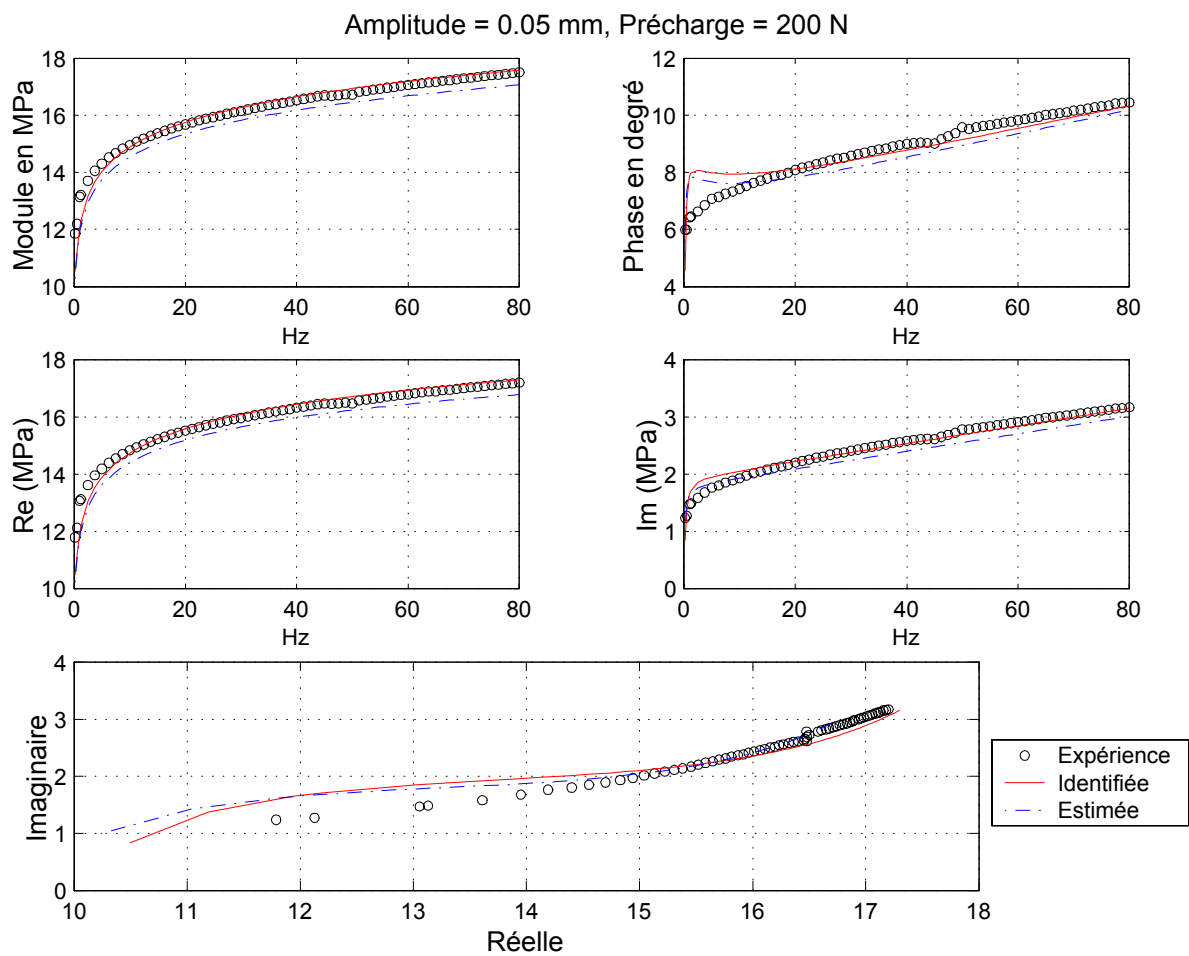 Amplitude = 0.05 mm, Précharge = 200 N
Module en MPa
18
16
14
12
10
0 20 40 60 80
Hz
Phase en degré
12
10
8
6
4
0 20 40 60 80
Hz
Re (MPa)
18
16
14
12
10
0 20 40 60 80
Hz
Im (MPa)
4
3
2
1
0
0 20 40 60 80
Hz
Imaginaire
4
3
2
1
0
10 11 12 13 14 15 16 17 18
Réelle
Expérience
Identifiée
Estimée